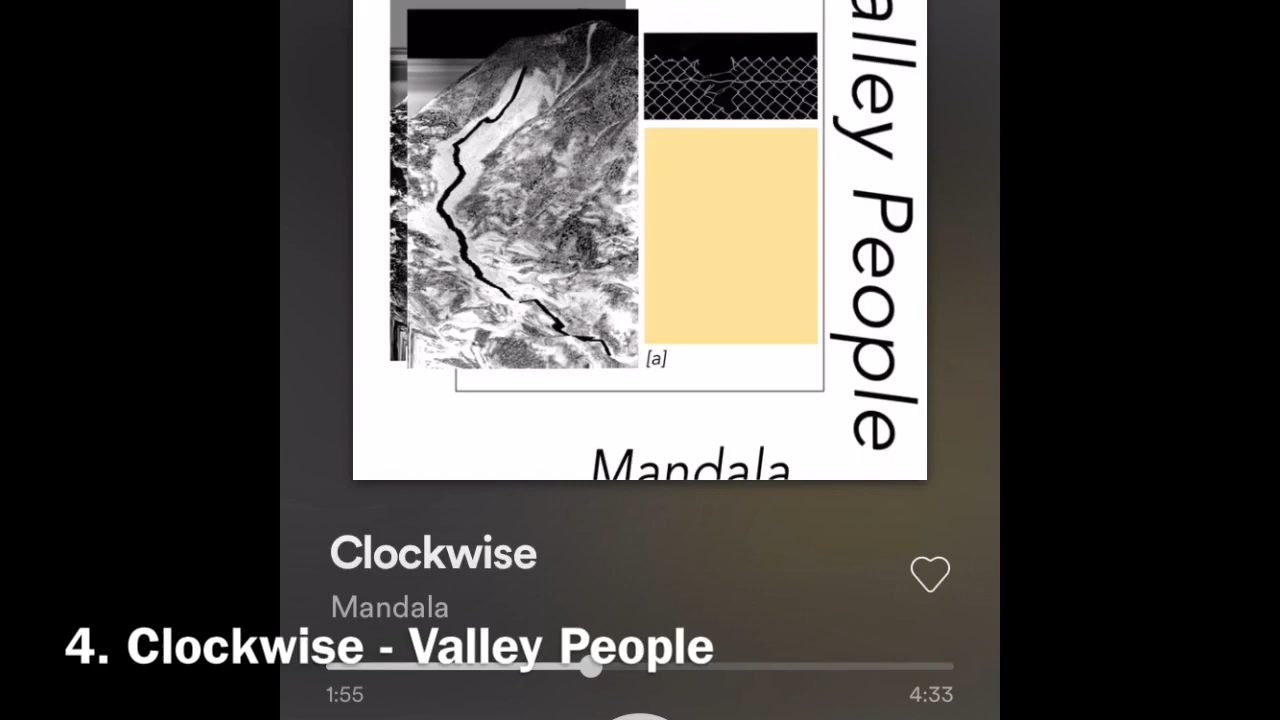 alley People
[a]
Mandala
Clockwise
Mandala
4. Clockwise - Valley People
1:55
4:33